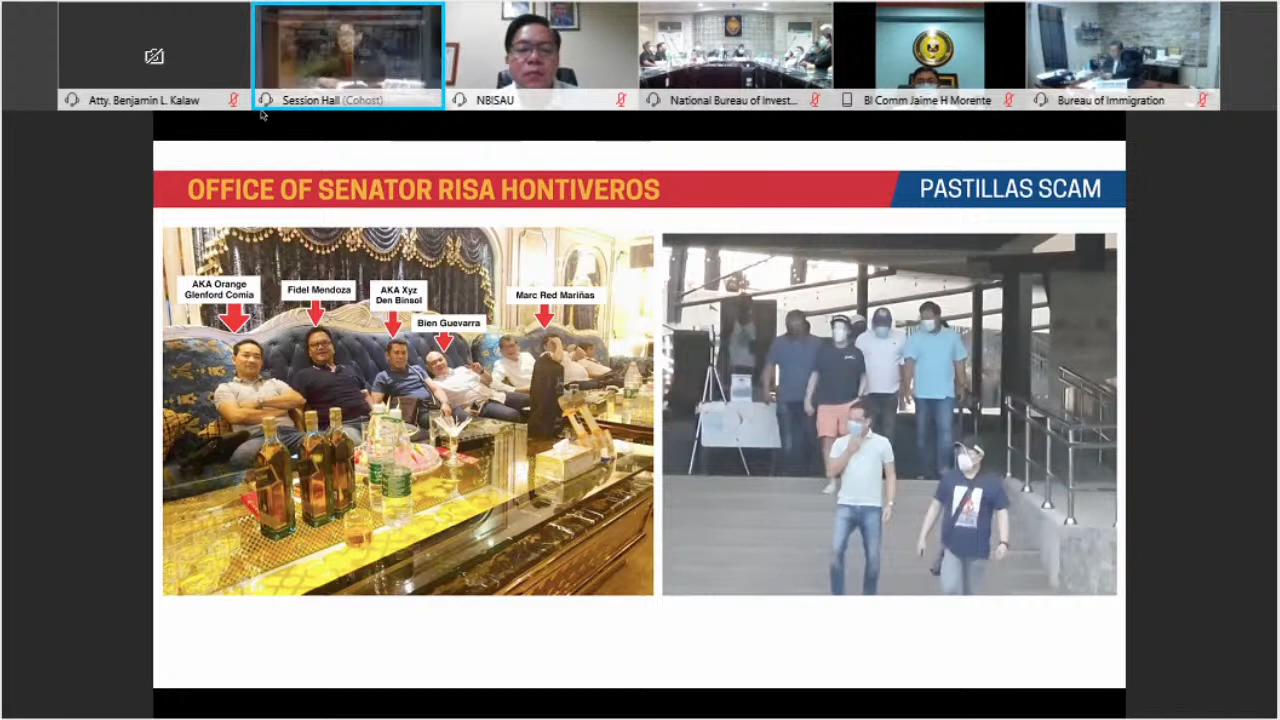 Atty. Benjamin L. Kalaw
Session Hall (Cohost)
NBISAU
National Bureau of Invest...
BI Comm Jaime H Morente
Bureau of Immigration
OFFICE OF SENATOR RISA HONTIVEROS
PASTILLAS SCAM
AKA Orange
Glenford Comia
Fidel Mendoza
AKA Xyz
Den Binsol
Bien Guevarra
Marc Red Mariñas